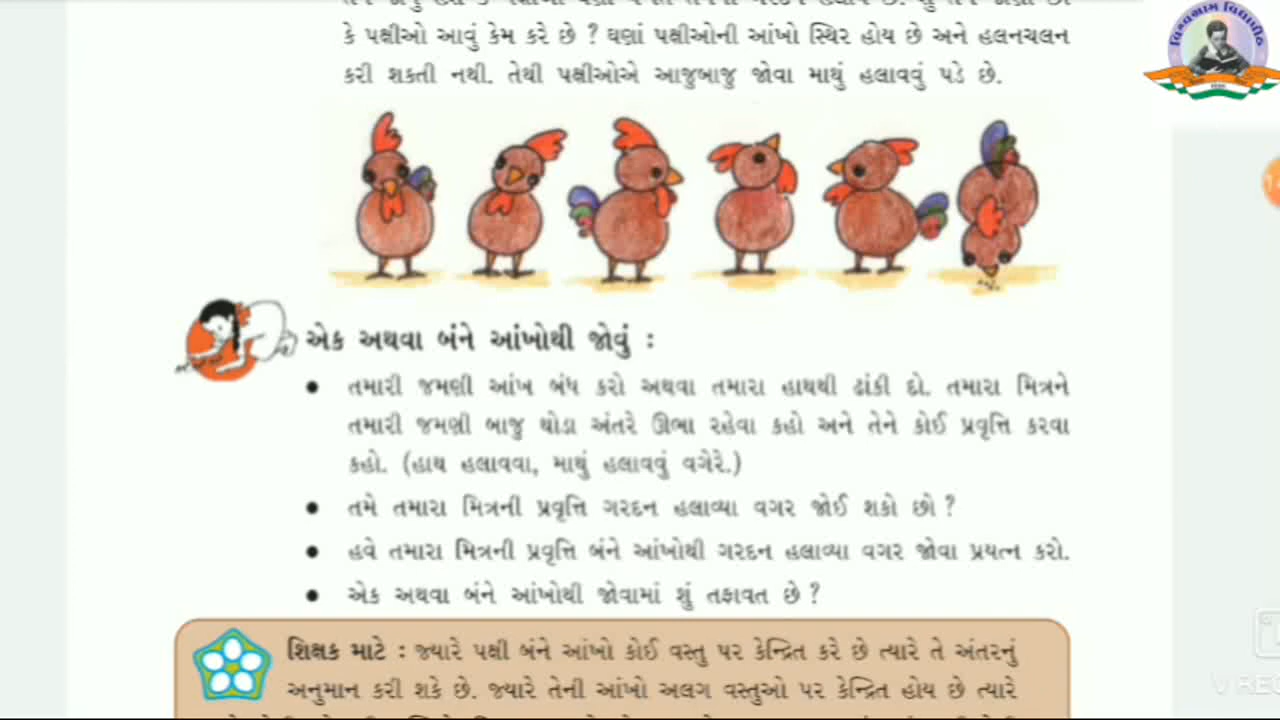 કે પક્ષીઓ આવું કેમ કરે છે ? ઘણાં પક્ષીઓની આંખો સ્થિર હોય છે અને હલનચલન
કરી શકતી નથી. તેથી પક્ષીઓએ આજુબાજુ જોવા માથું હલાવવું પડે છે.
વિશ્વગ્રામ વિદ્યાપીઠ
એક અથવા બંને આંખોથી જોવું :
• તમારી જમણી આંખ બંધ કરો અથવા તમારા હાથથી ઢાંકી દો. તમારા મિત્રને
તમારી જમણી બાજુ થોડા અંતરે ઊભા રહેવા કહો અને તેને કોઈ પ્રવૃત્તિ કરવા
કહો. (હાથ હલાવવા, માથું હલાવવું વગેરે.)
• તમે તમારા મિત્રની પ્રવૃત્તિ ગરદન હલાવ્યા વગર જોઈ શકો છો ?
• હવે તમારા મિત્રની પ્રવૃત્તિ બંને આંખોથી ગરદન હલાવ્યા વગર જોવા પ્રયત્ન કરો.
• એક અથવા બંને આંખોથી જોવામાં શું તફાવત છે ?
શિક્ષક માટે : જ્યારે પક્ષી બંને આંખો કોઈ વસ્તુ પર કેન્દ્રિત કરે છે ત્યારે તે અંતરનું
અનુમાન કરી શકે છે. જ્યારે તેની આંખો અલગ વસ્તુઓ પર કેન્દ્રિત હોય છે ત્યારે
V REC